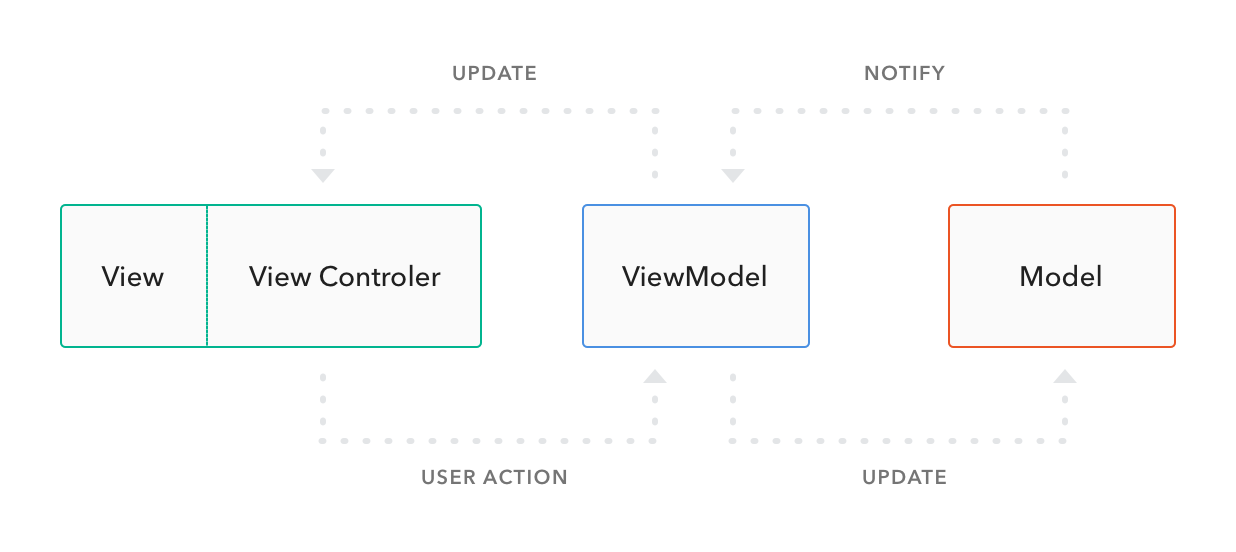 UPDATE
NOTIFY
View
View Controler
ViewModel
Model
USER ACTION
UPDATE